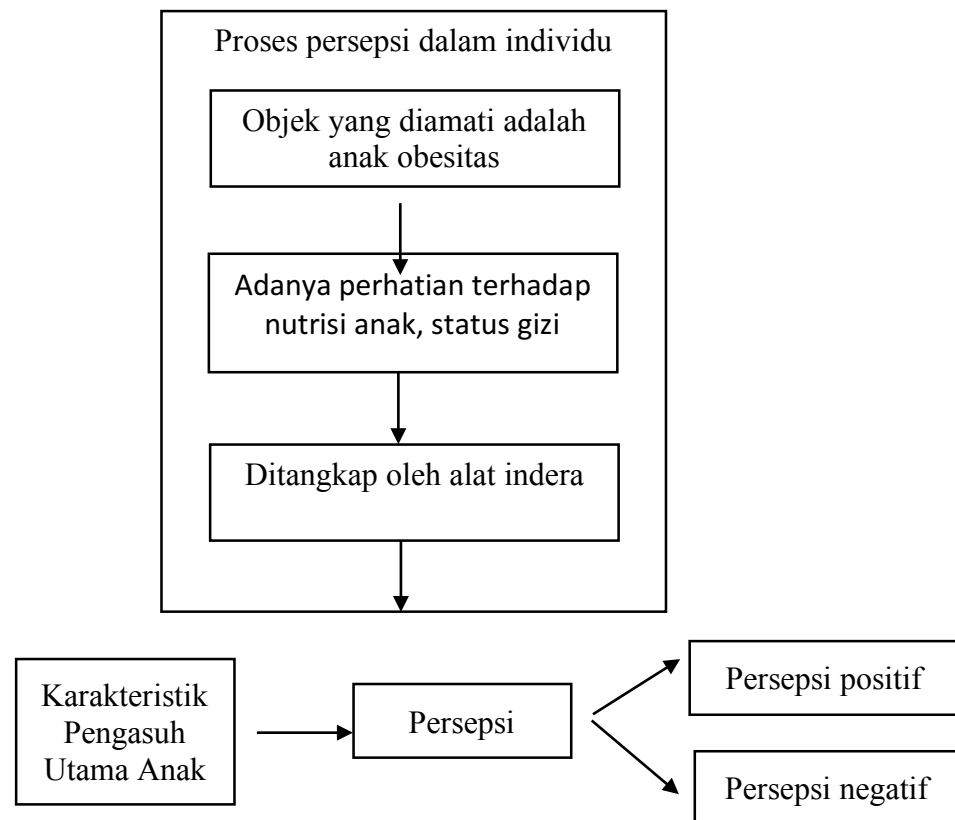 Proses persepsi dalam individu
Objek yang diamati adalah
anak obesitas
Adanya perhatian terhadap
nutrisi anak, status gizi
Ditangkap oleh alat indera
Karakteristik
Pengasuh
Utama Anak
Persepsi
Persepsi positif
Persepsi negatif